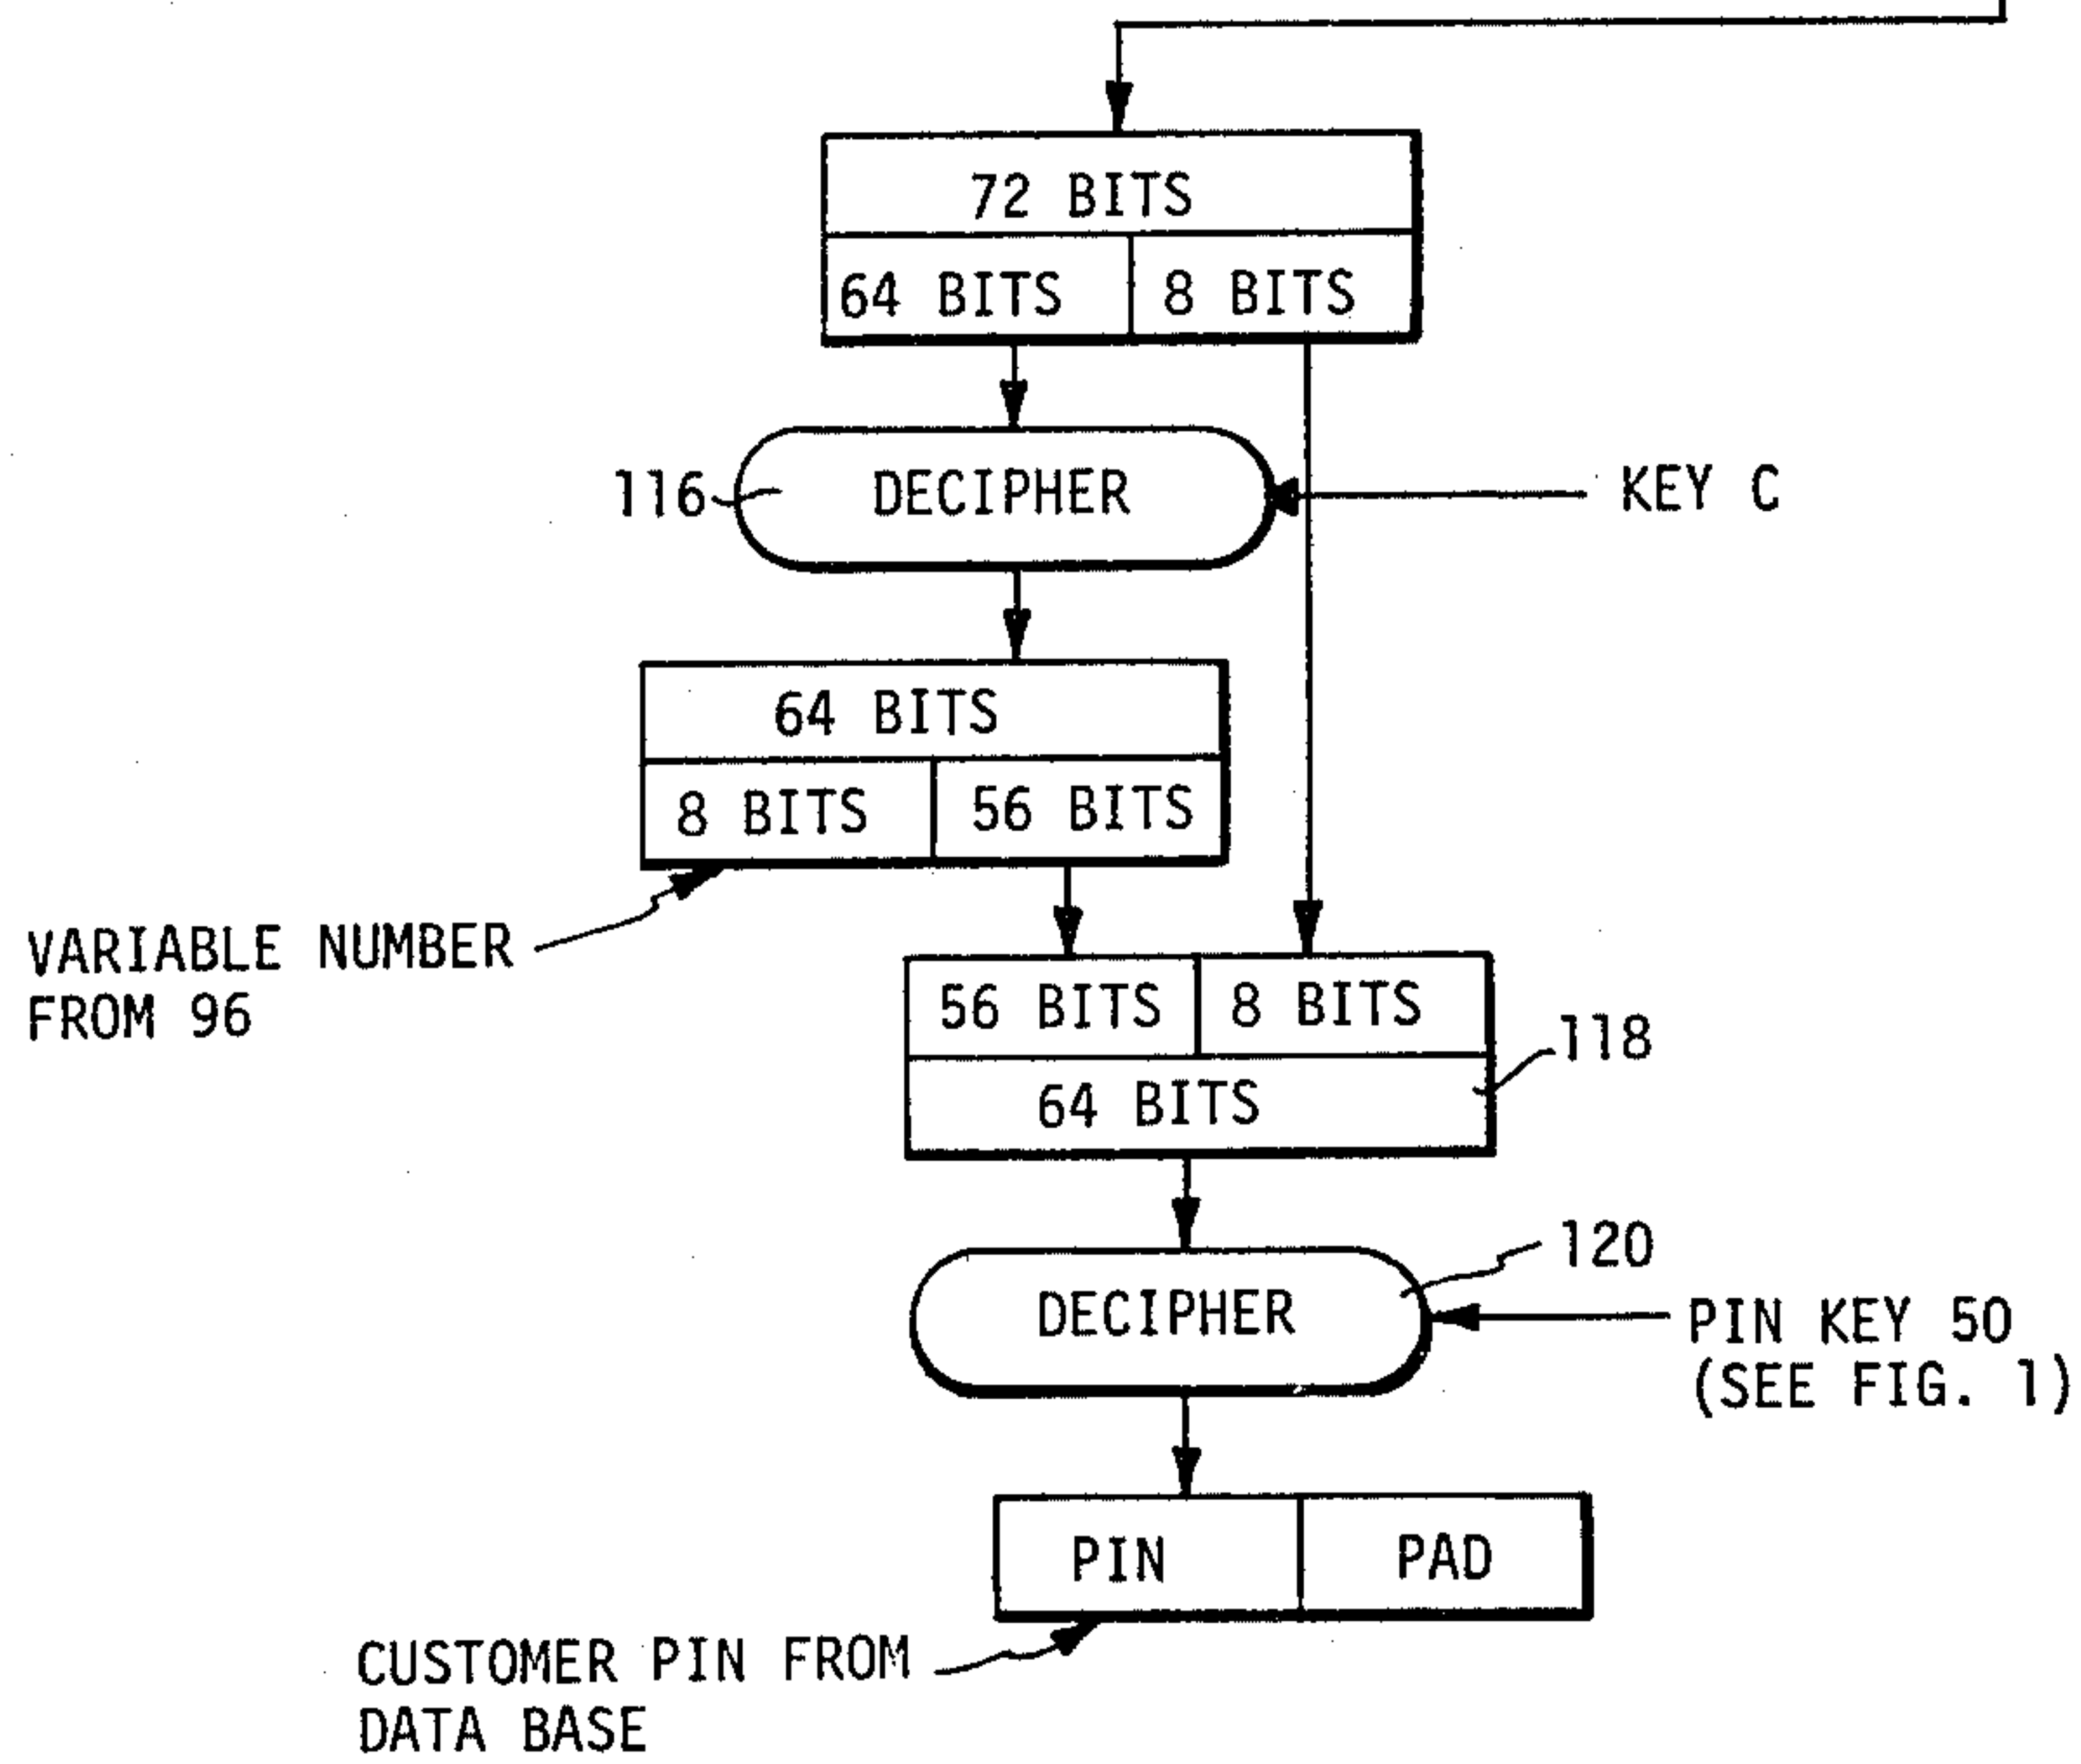 72 BITS
64 BITS 8 BITS
116 DECIPHER KEY C
64 BITS
8 BITS 56 BITS
VARIABLE NUMBER
FROM 96
56 BITS 8 BITS
118
64 BITS
120
DECIPHER
PIN KEY 50
(SEE FIG. 1)
PIN PAD
CUSTOMER PIN FROM
DATA BASE